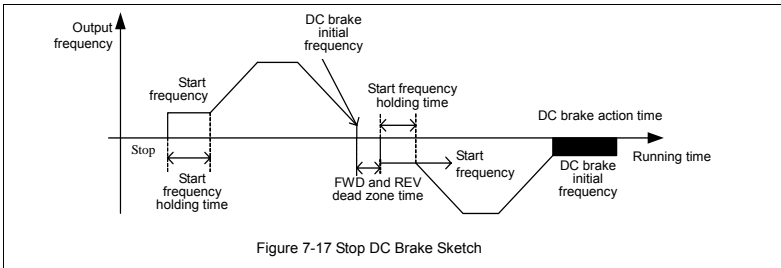 Output
frequency
DC brake
initial
frequency
Start
frequency
Start frequency
holding time
DC brake action time
Stop
Start
frequency
holding time
FWD and REV
dead zone time
Start
frequency
DC brake
initial
frequency
Running time
Figure 7-17 Stop DC Brake Sketch